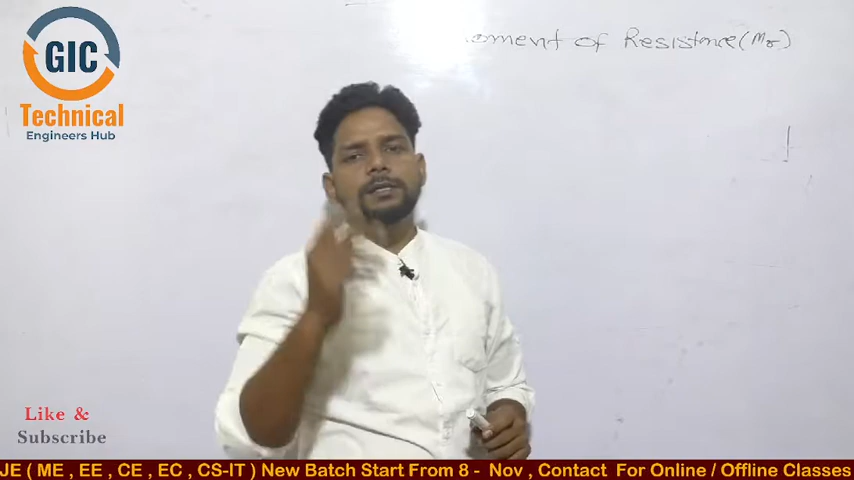 GIC
Technical
Engineers Hub
oment of Resistance (Mr)
Like &
Subscribe
JE ( ME , EE , CE , EC , CS-IT ) New Batch Start From 8 - Nov , Contact For Online / Offline Classes